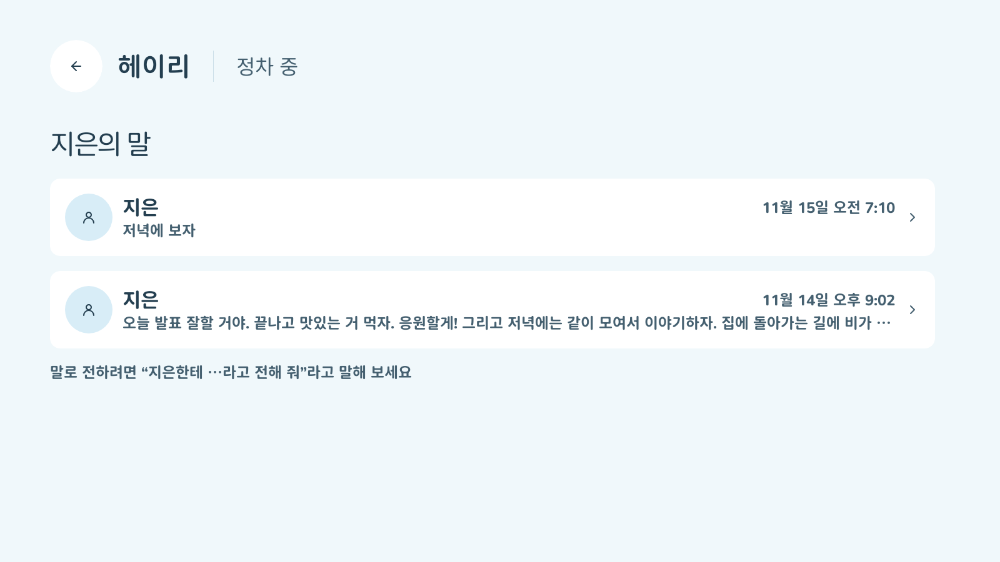 헤이리
정차 중
지은의 말
지은
11월 15일 오전 7:10
저녁에 보자
지은
11월 14일 오후 9:02
오늘 발표 잘할 거야. 끝나고 맛있는 거 먹자. 응원할게! 그리고 저녁에는 같이 모여서 이야기하자. 집에 돌아가는 길에 비가 …
말로 전하려면 “지은한테 …라고 전해 줘”라고 말해 보세요